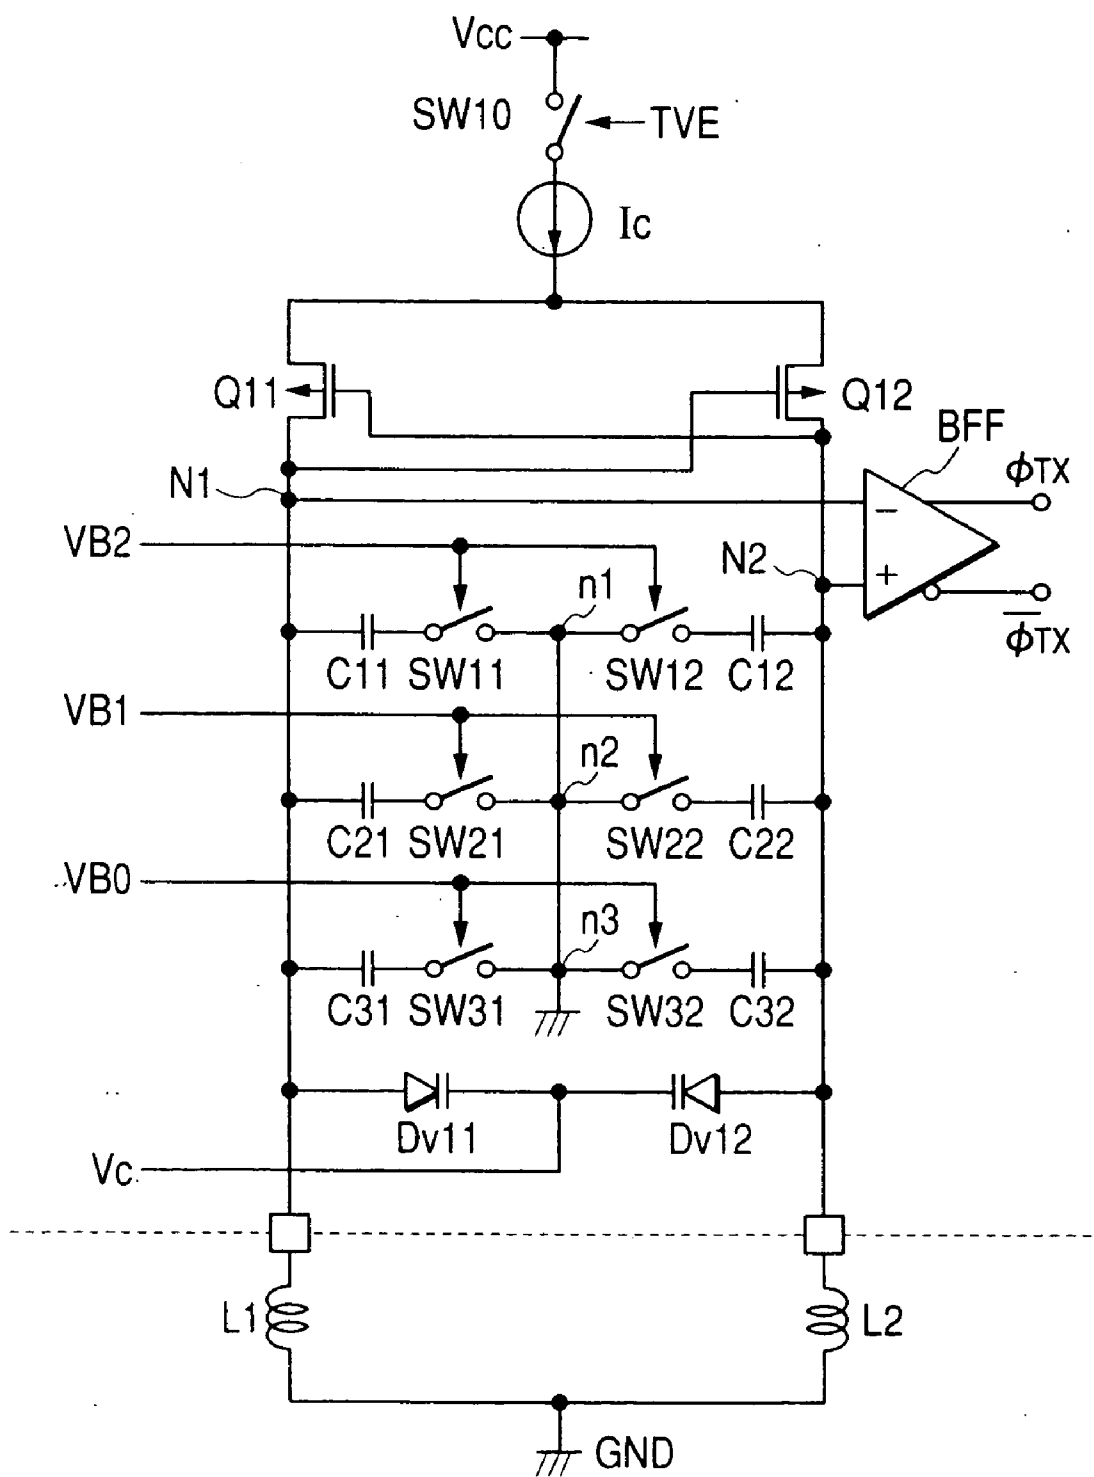 Vcc
SW10
TVE
Ic
Q11
Q12
BFF
ϕTX
N1
−
VB2
N2
+
n1
ϕ̅TX
C11 SW11
SW12 C12
VB1
n2
C21 SW21
SW22 C22
VB0
n3
C31 SW31
SW32 C32
Dv11
Dv12
Vc
L1
L2
GND